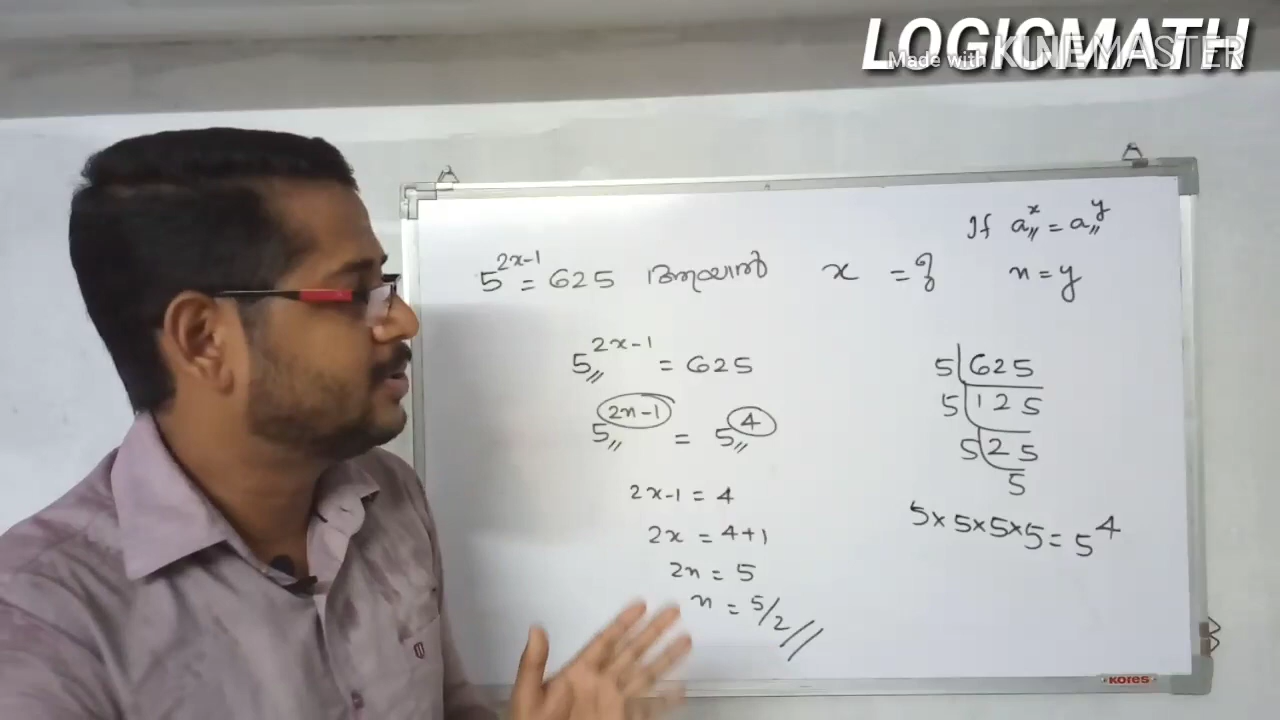 LOGICMATH
Made with KINEMASTER
If aˣ = aʸ
5²ˣ⁻¹ = 625 ആയാൽ x = ?
x = y
5²ˣ⁻¹ = 625
5²ˣ⁻¹ = 5⁴
2x-1 = 4
2x = 4+1
2x = 5
x = 5/2 //
5 | 625
5 | 125
5 | 25
5
5×5×5×5 = 5⁴
KOReS